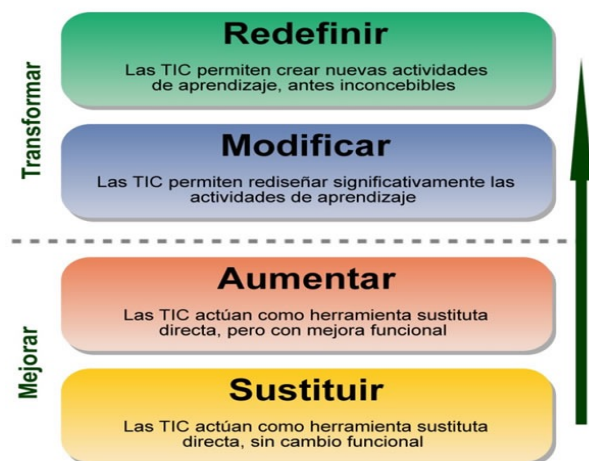 Transformar
Redefinir
Las TIC permiten crear nuevas actividades
de aprendizaje, antes inconcebibles
Modificar
Las TIC permiten rediseñar significativamente las
actividades de aprendizaje
Mejorar
Aumentar
Las TIC actúan como herramienta sustituta
directa, pero con mejora funcional
Sustituir
Las TIC actúan como herramienta sustituta
directa, sin cambio funcional